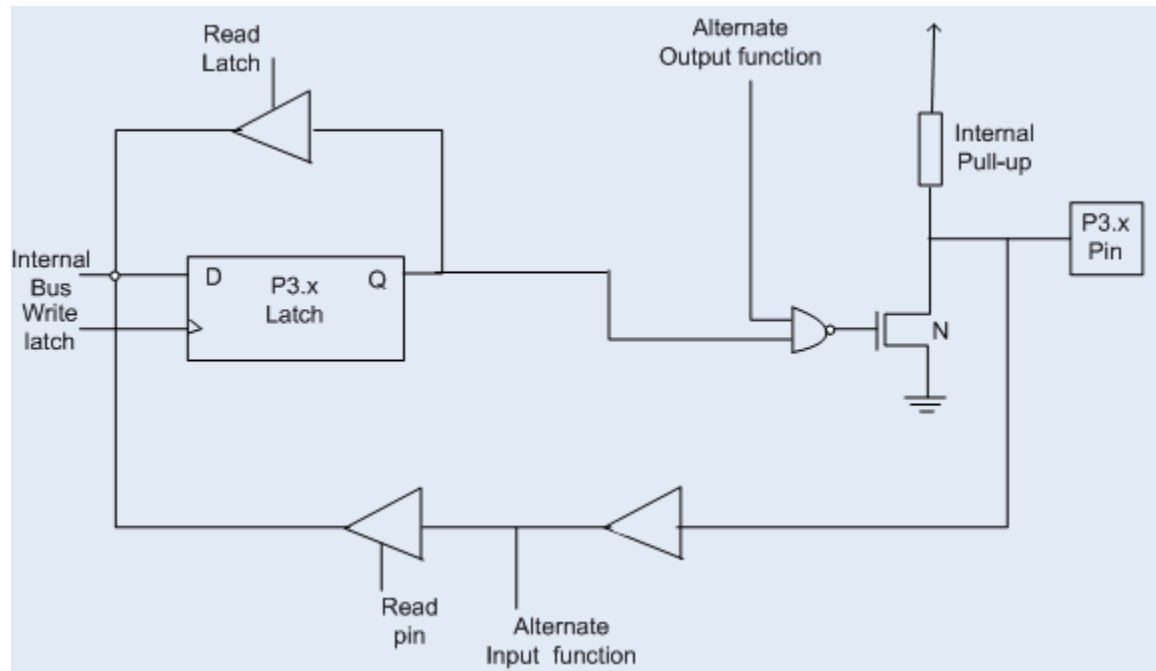 Read
Latch
Alternate
Output function
Internal
Pull-up
P3.x
Pin
Internal
Bus
Write
latch
D
P3.x
Latch
Q
N
Read
pin
Alternate
Input function